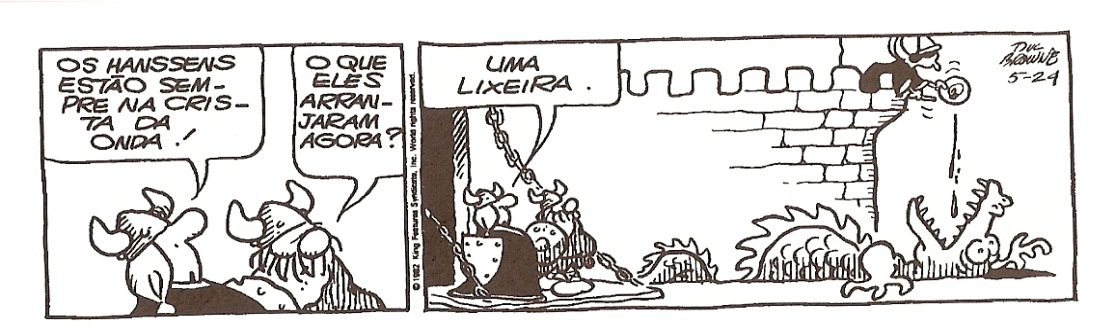 OS HANSSENS
ESTÃO SEM-
PRE NA CRIS-
TA DA
ONDA!
O QUE
ELES
ARRAN-
JARAM
AGORA?
© 1982 King Features Syndicate, Inc. World rights reserved.
UMA
LIXEIRA.
DIK
BROWNE
5-24